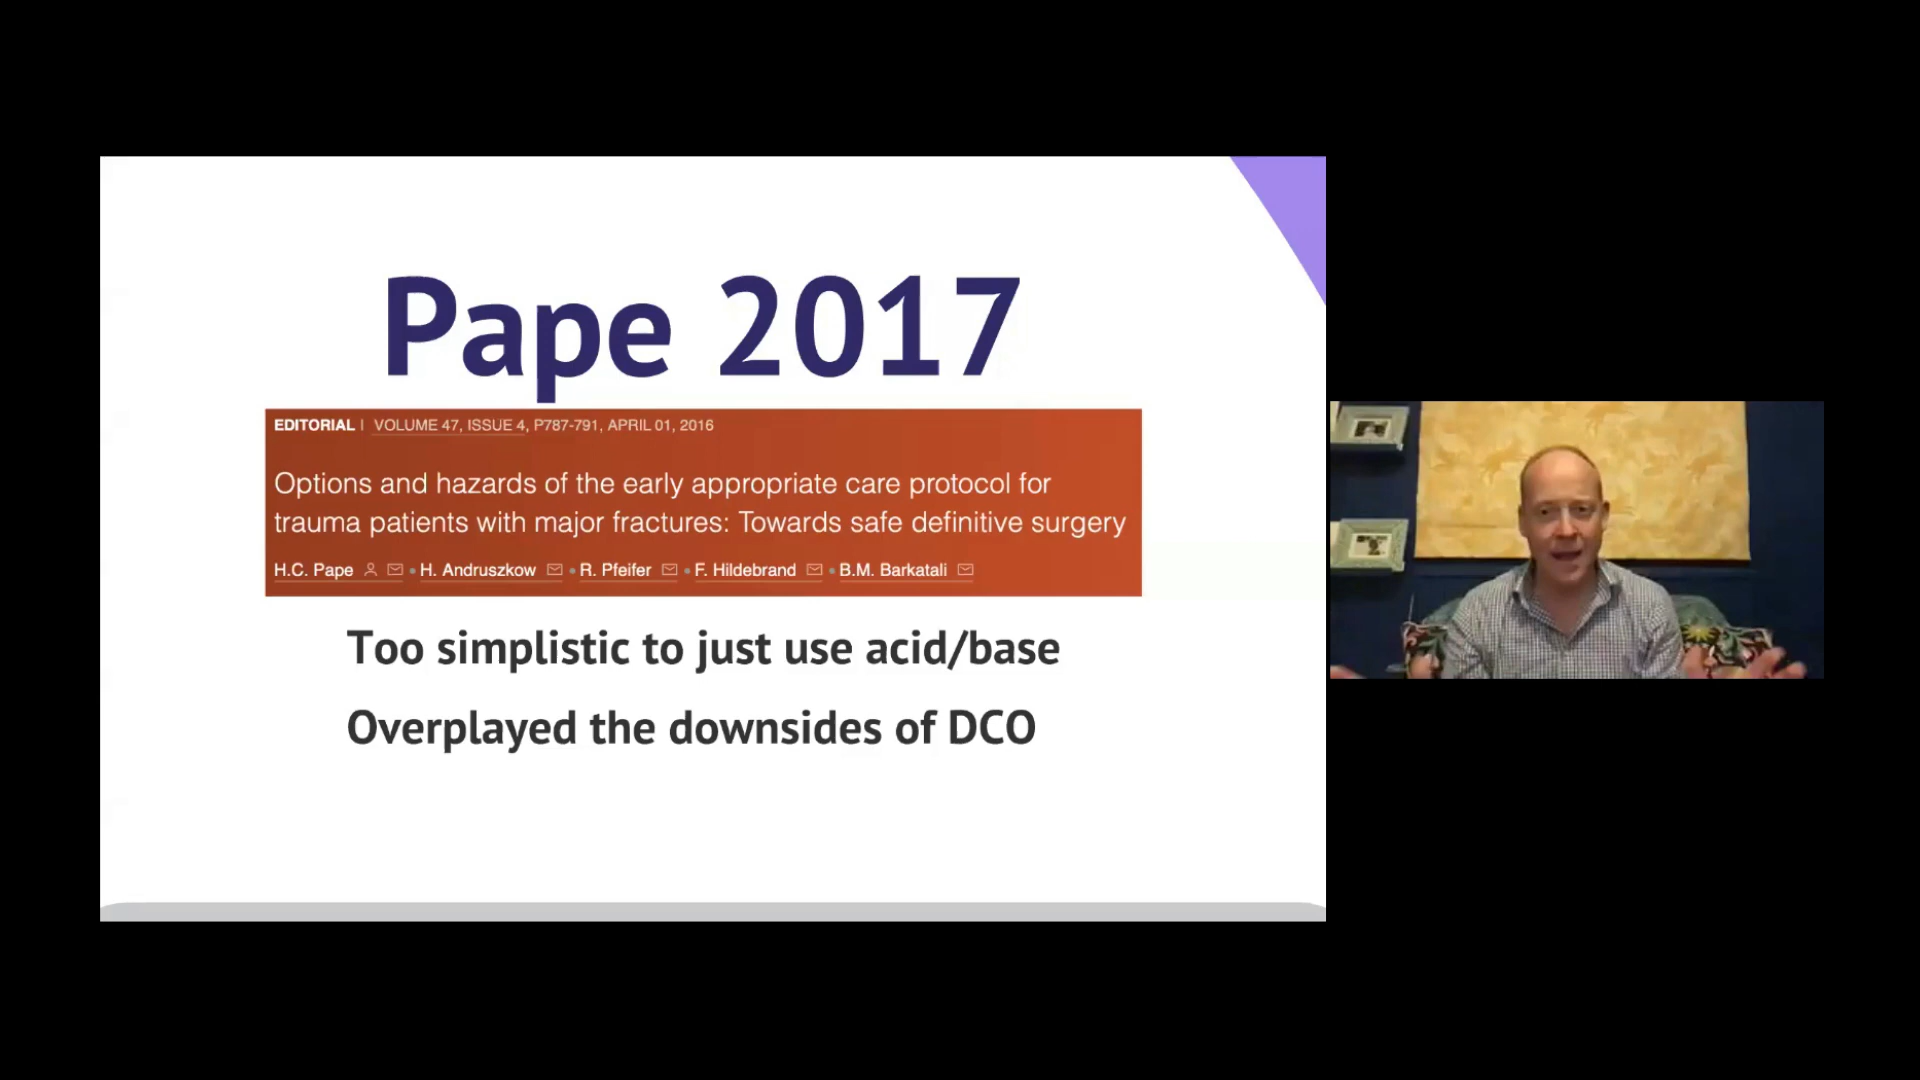 Pape 2017
EDITORIAL | VOLUME 47, ISSUE 4, P787-791, APRIL 01, 2016
Options and hazards of the early appropriate care protocol for
trauma patients with major fractures: Towards safe definitive surgery
H.C. Pape • H. Andruszkow • R. Pfeifer • F. Hildebrand • B.M. Barkatali
Too simplistic to just use acid/base
Overplayed the downsides of DCO